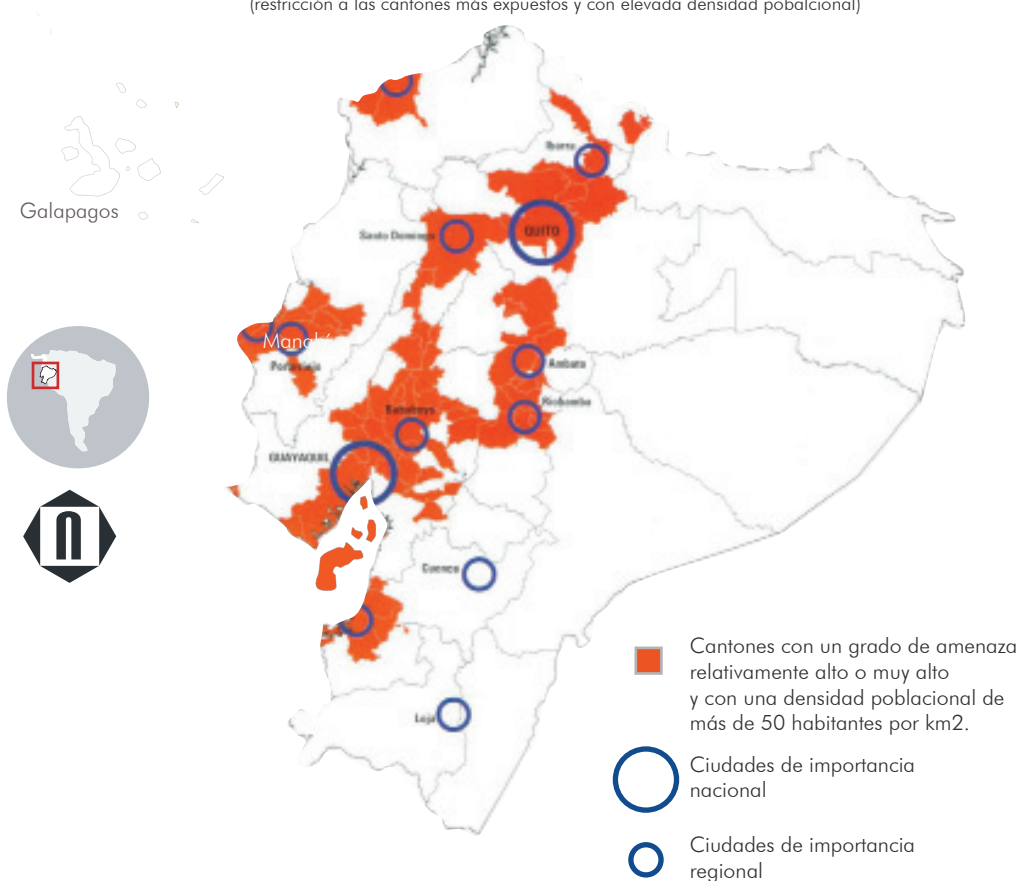 (restricción a las cantones más expuestos y con elevada densidad pobalcional)
Ibarra
Galapagos
Santo Domingo
QUITO
Manabí
Portoviejo
Ambato
Riobamba
Babahoyo
GUAYAQUIL
Cuenca
Loja
n
Cantones con un grado de amenaza
relativamente alto o muy alto
y con una densidad poblacional de
más de 50 habitantes por km2.
Ciudades de importancia
nacional
Ciudades de importancia
regional